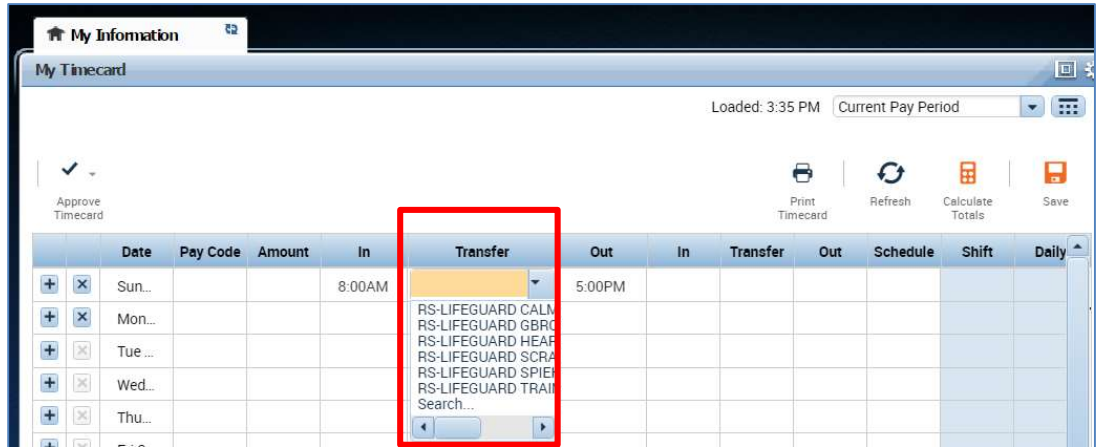 My Information
My Timecard
Loaded: 3:35 PM Current Pay Period
Approve Timecard
Print Timecard
Refresh
Calculate Totals
Save
Date Pay Code Amount In Transfer Out In Transfer Out Schedule Shift Daily
Sun... 8:00AM 5:00PM
Mon...
Tue ...
Wed...
Thu...
RS-LIFEGUARD CALM
RS-LIFEGUARD GBRO
RS-LIFEGUARD HEAR
RS-LIFEGUARD SCRA
RS-LIFEGUARD SPIEK
RS-LIFEGUARD TRAI
Search...